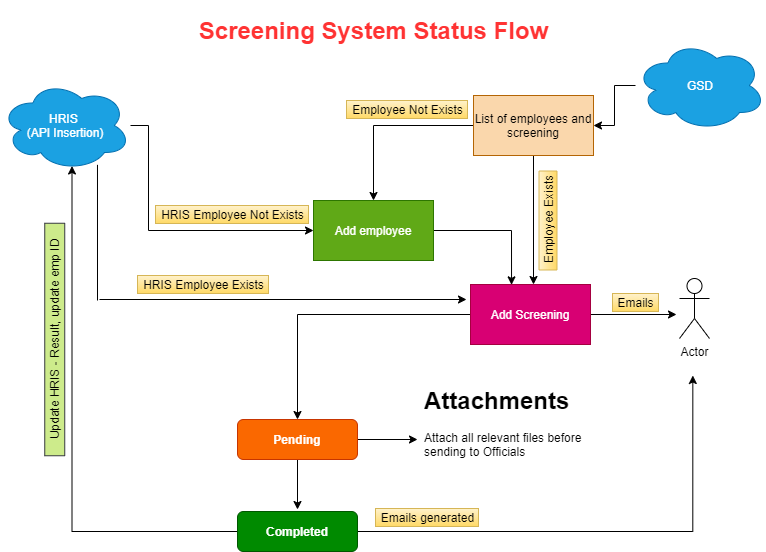 Screening System Status Flow
GSD
HRIS
(API Insertion)
Employee Not Exists
List of employees and
screening
Employee Exists
HRIS Employee Not Exists
Add employee
HRIS Employee Exists
Add Screening
Emails
Actor
Update HRIS - Result, update emp ID
Attachments
Pending
Attach all relevant files before
sending to Officials
Completed
Emails generated